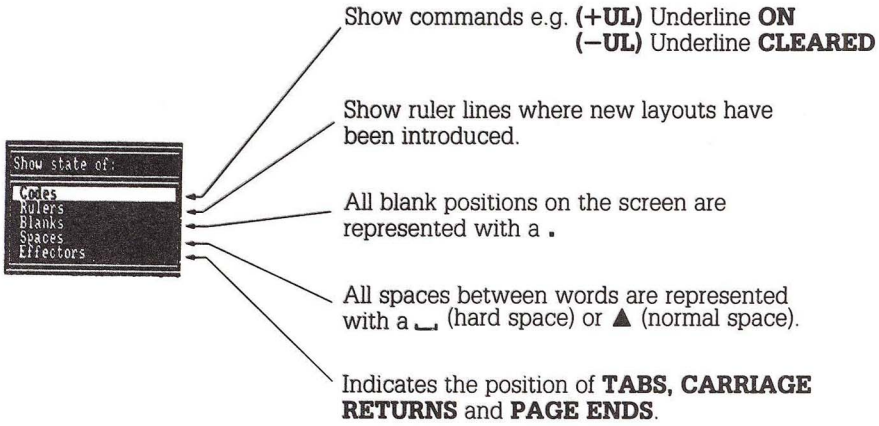 Show commands e.g. (+UL) Underline ON
(−UL) Underline CLEARED
Show ruler lines where new layouts have
been introduced.
Show state of:
Codes
Rulers
Blanks
Spaces
Effectors
All blank positions on the screen are
represented with a .
All spaces between words are represented
with a ⎵ (hard space) or ▲ (normal space).
Indicates the position of TABS, CARRIAGE
RETURNS and PAGE ENDS.